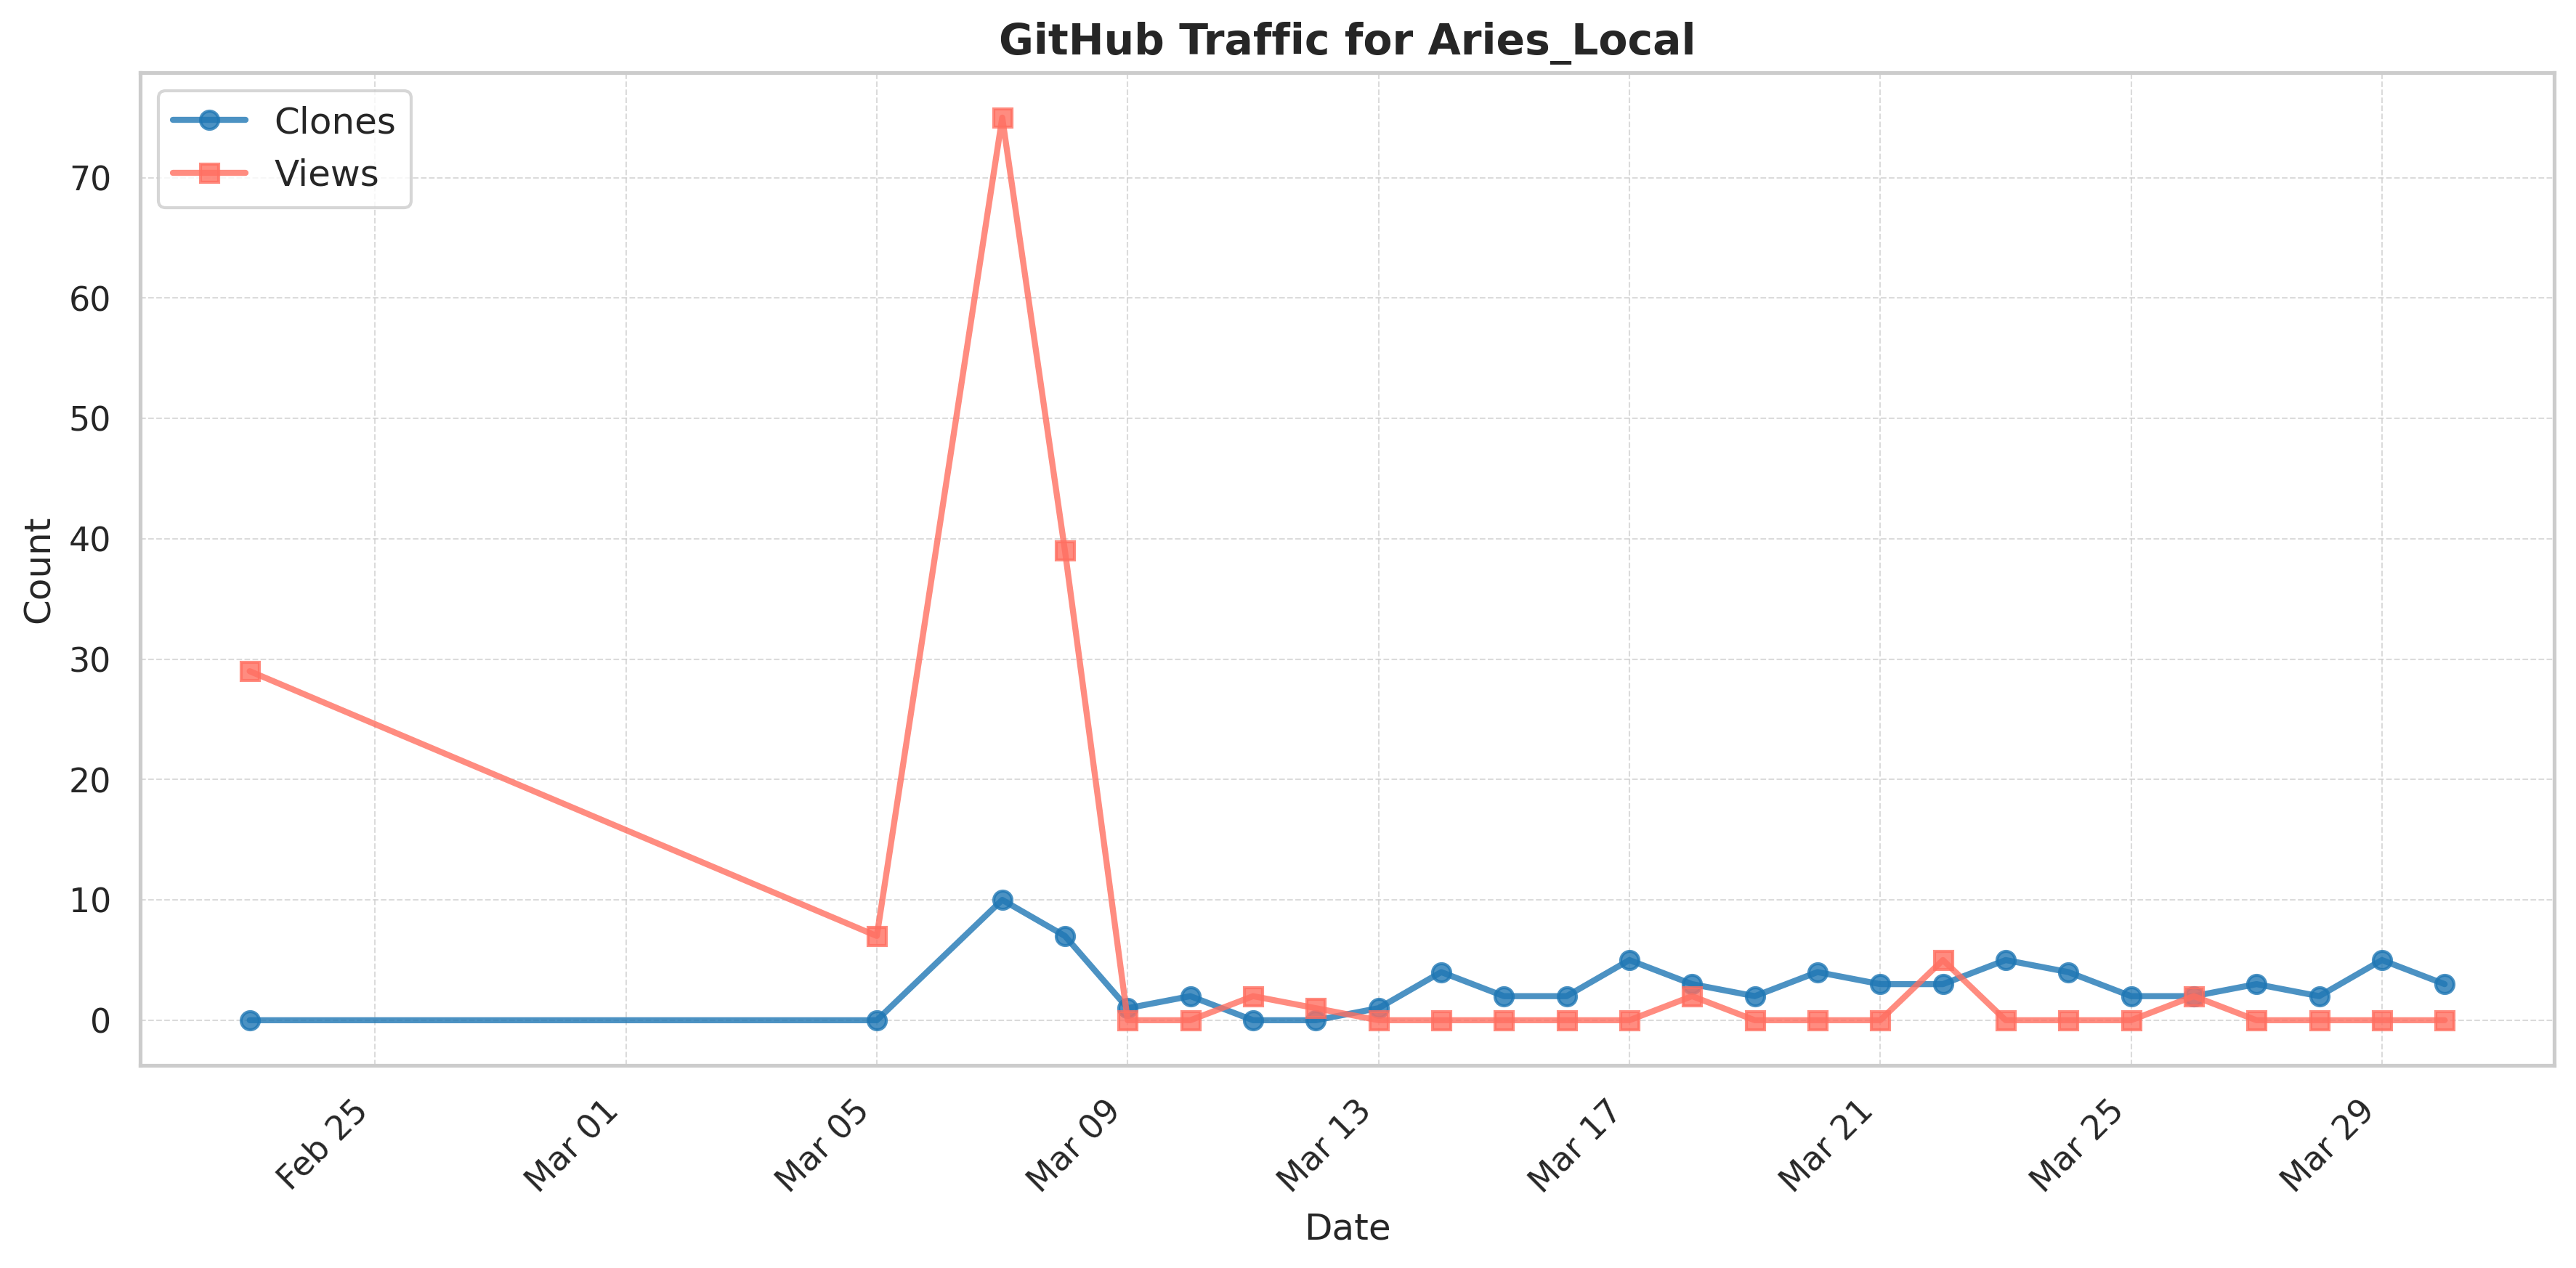 GitHub Traffic for Aries_Local
Clones
Views
70
60
50
40
30
20
10
0
Count
Feb 25
Mar 01
Mar 05
Mar 09
Mar 13
Mar 17
Mar 21
Mar 25
Mar 29
Date